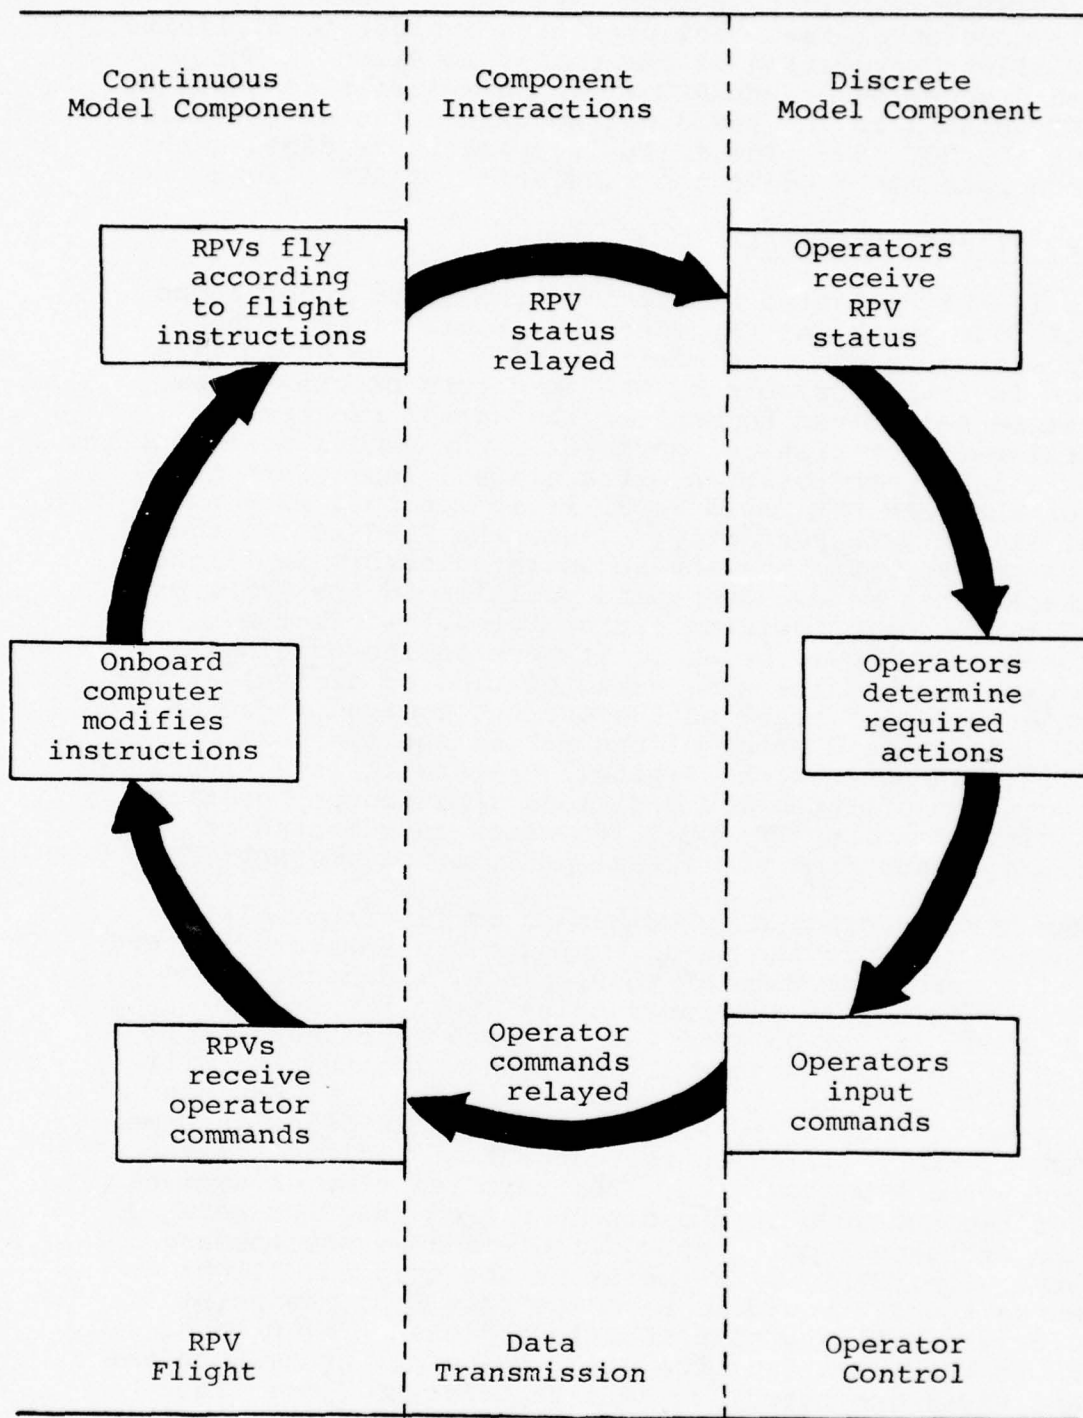 Continuous
Model Component
Component
Interactions
Discrete
Model Component
RPVs fly
according
to flight
instructions
RPV
status
relayed
Operators
receive
RPV
status
Onboard
computer
modifies
instructions
Operators
determine
required
actions
RPVs
receive
operator
commands
Operator
commands
relayed
Operators
input
commands
RPV
Flight
Data
Transmission
Operator
Control